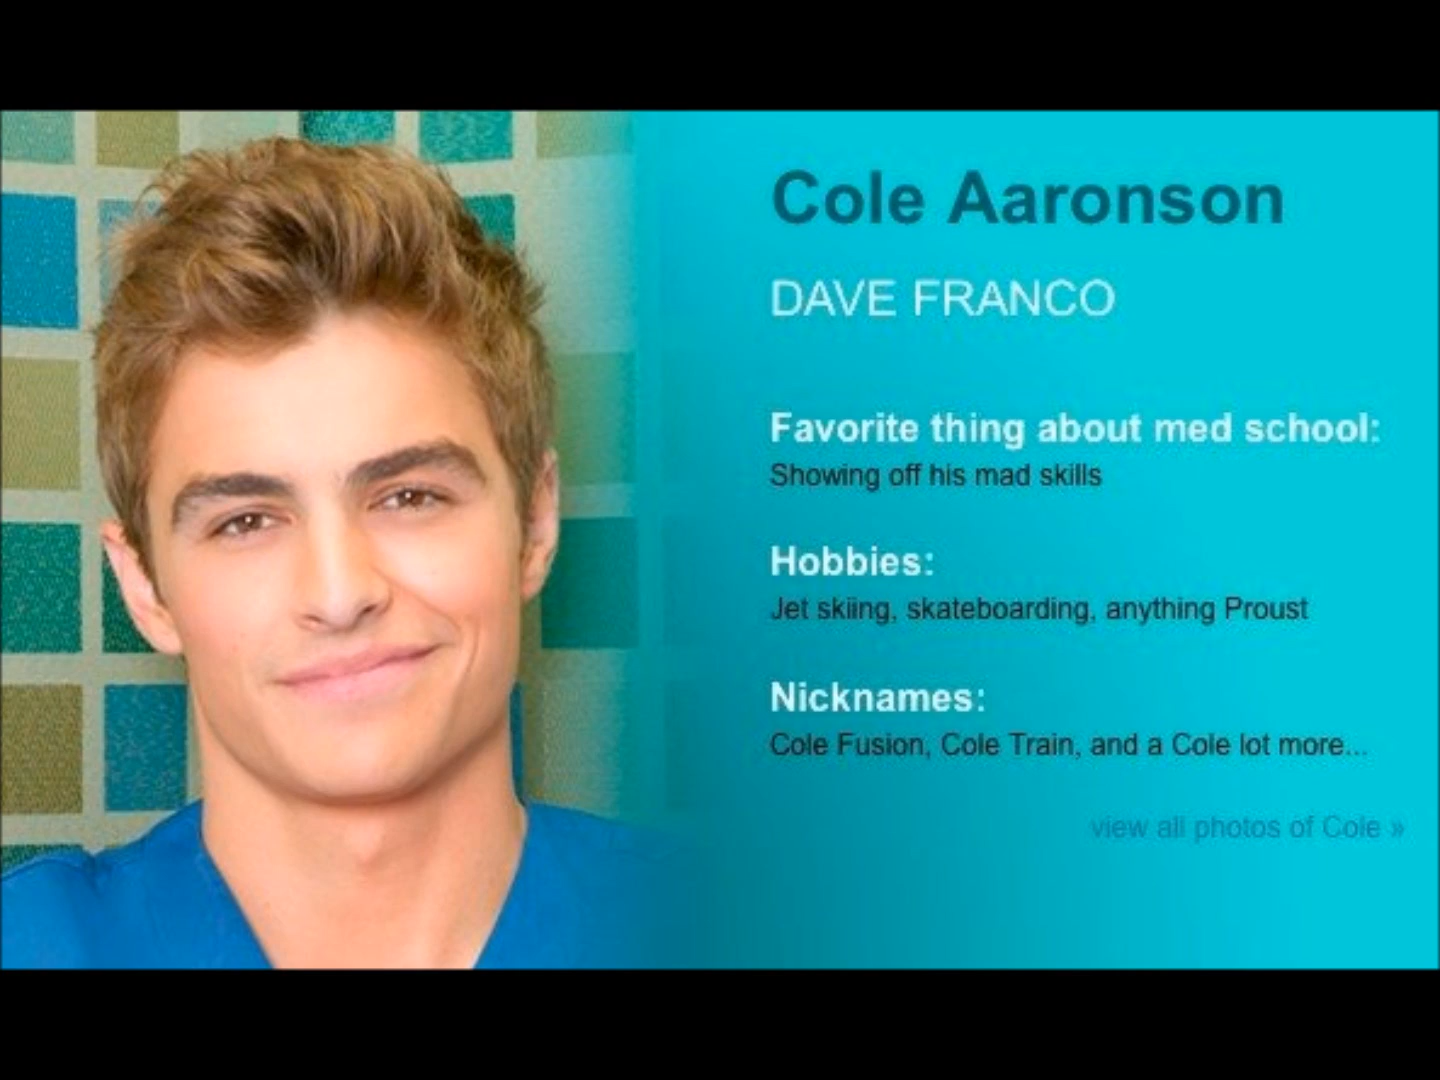 Cole Aaronson
DAVE FRANCO
Favorite thing about med school:
Showing off his mad skills
Hobbies:
Jet skiing, skateboarding, anything Proust
Nicknames:
Cole Fusion, Cole Train, and a Cole lot more...
view all photos of Cole »